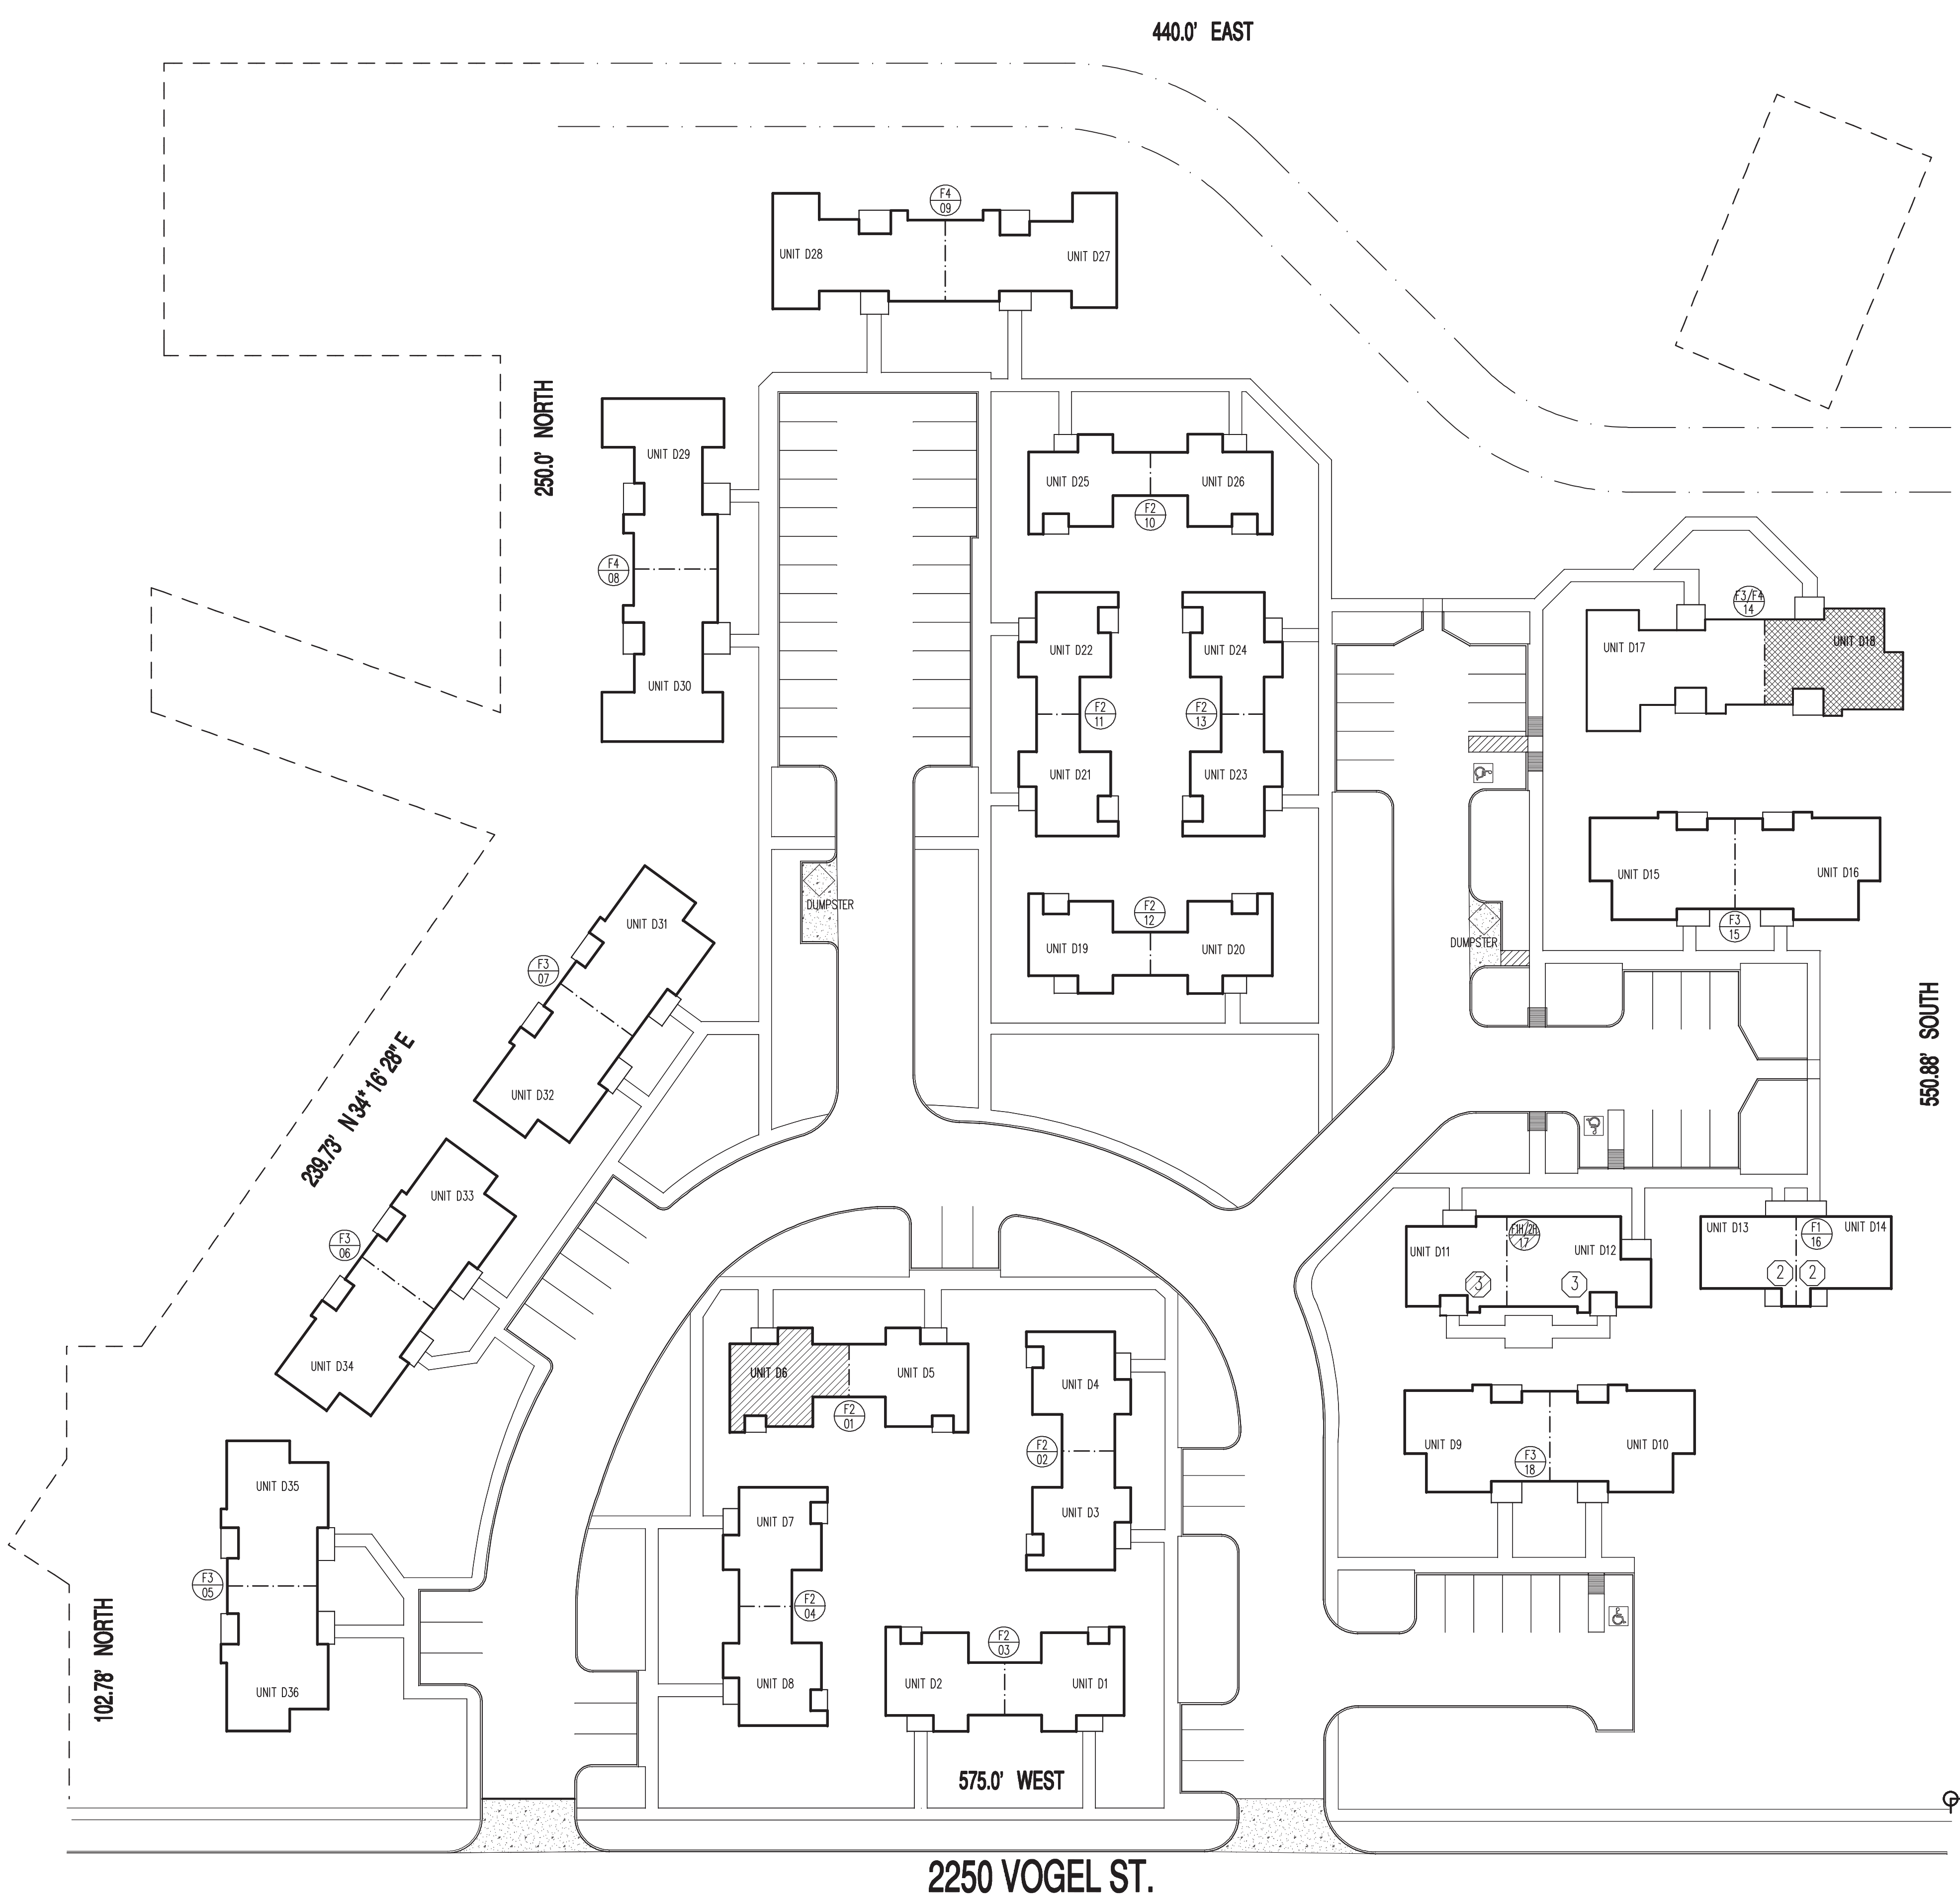 440.0' EAST
F4
09
UNIT D28
UNIT D27
250.0' NORTH
UNIT D29
F4
08
UNIT D30
UNIT D25
UNIT D26
F2
10
UNIT D22
UNIT D24
F2
11
F2
13
UNIT D21
UNIT D23
F3/F4
14
UNIT D17
UNIT D18
DUMPSTER
F2
12
UNIT D19
UNIT D20
DUMPSTER
UNIT D15
UNIT D16
F3
15
550.88' SOUTH
UNIT D31
F3
07
UNIT D32
239.73' N 34* 16' 28" E
UNIT D33
F3
06
UNIT D34
UNIT D11
F1H/2H
17
UNIT D12
3
3
UNIT D13
F1
16
UNIT D14
2
2
UNIT D6
UNIT D5
F2
01
UNIT D4
F2
02
UNIT D3
UNIT D9
UNIT D10
F3
18
UNIT D35
F3
05
UNIT D36
102.78' NORTH
UNIT D7
F2
04
UNIT D8
F2
03
UNIT D2
UNIT D1
575.0' WEST
2250 VOGEL ST.